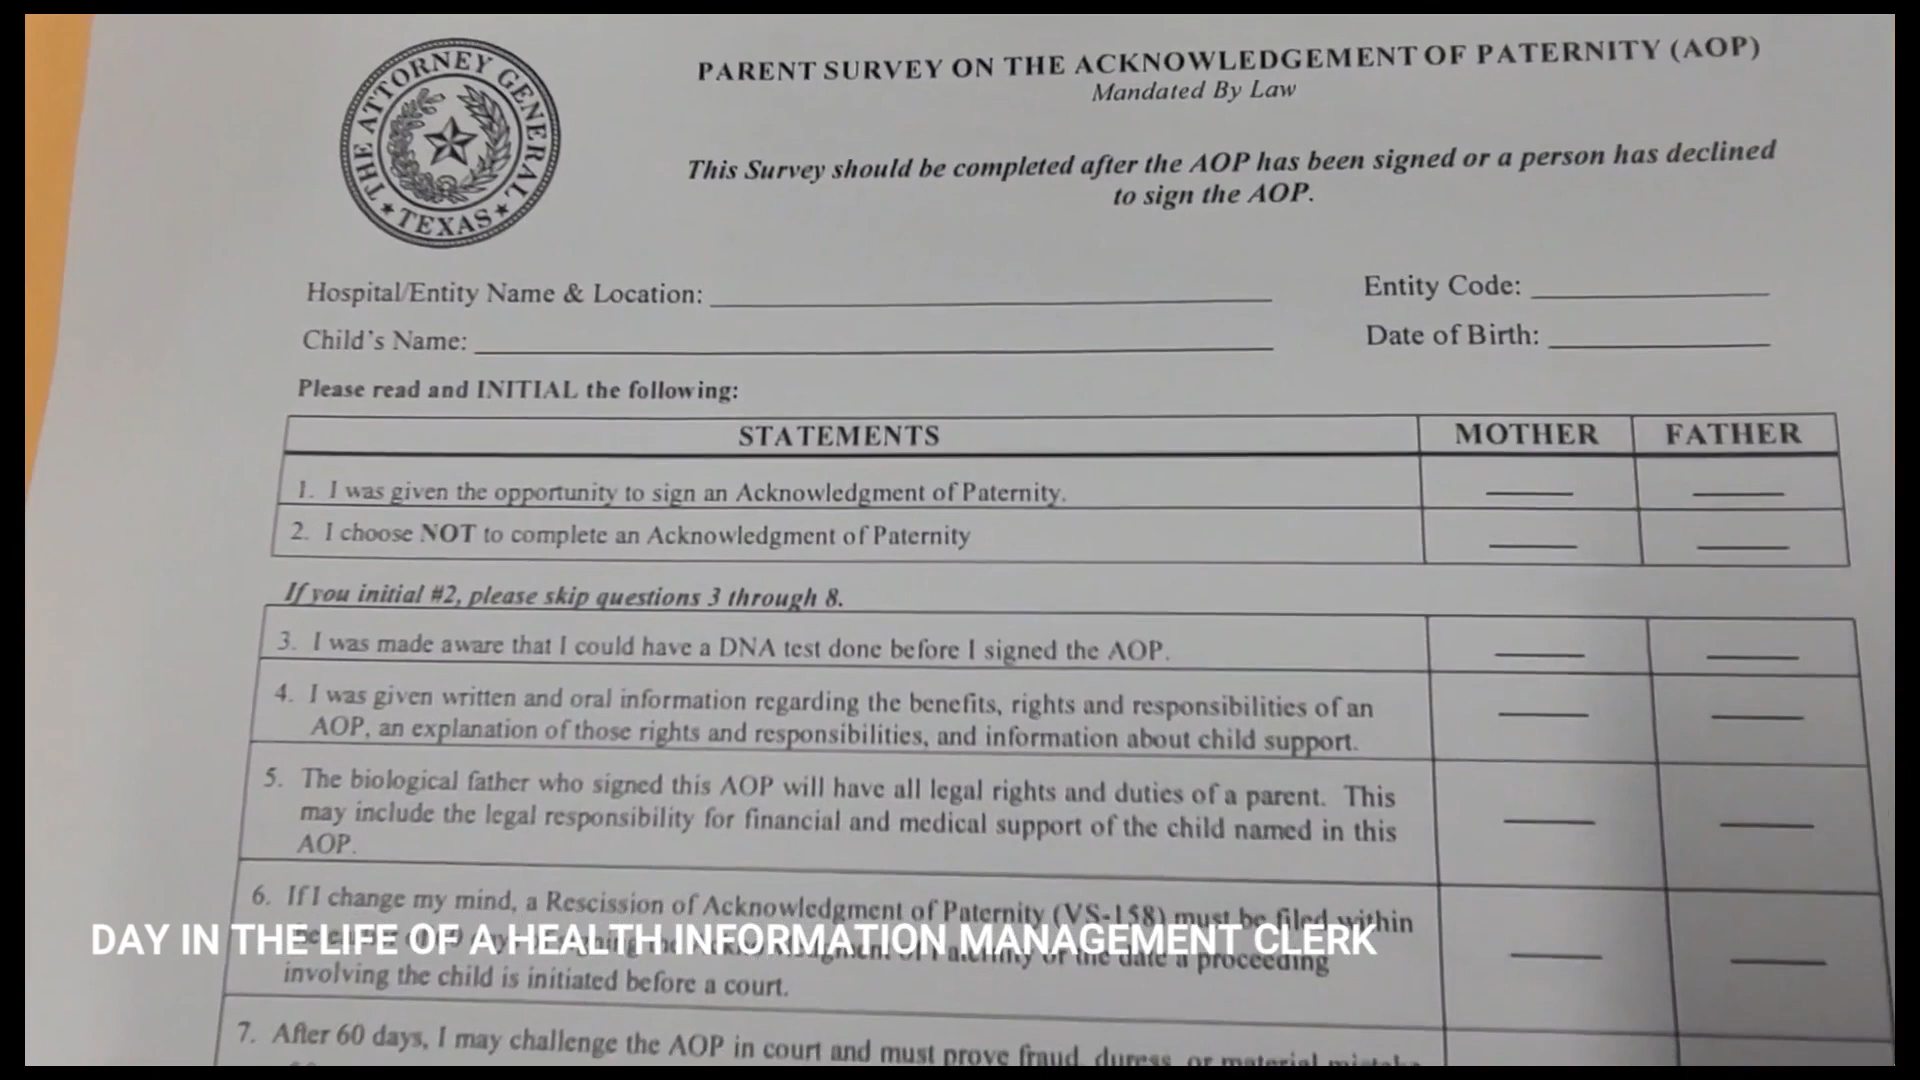 THE ATTORNEY GENERAL
TEXAS
PARENT SURVEY ON THE ACKNOWLEDGEMENT OF PATERNITY (AOP)
Mandated By Law
This Survey should be completed after the AOP has been signed or a person has declined
to sign the AOP.
Hospital/Entity Name & Location:
Entity Code:
Child's Name:
Date of Birth:
Please read and INITIAL the following:
STATEMENTS
MOTHER
FATHER
1. I was given the opportunity to sign an Acknowledgment of Paternity.
2. I choose NOT to complete an Acknowledgment of Paternity
If you initial #2, please skip questions 3 through 8.
3. I was made aware that I could have a DNA test done before I signed the AOP.
4. I was given written and oral information regarding the benefits, rights and responsibilities of an
AOP, an explanation of those rights and responsibilities, and information about child support.
5. The biological father who signed this AOP will have all legal rights and duties of a parent. This
may include the legal responsibility for financial and medical support of the child named in this
AOP.
6. If I change my mind, a Rescission of Acknowledgment of Paternity (VS-158) must be filed within
of Paternity or the date a proceeding
involving the child is initiated before a court.
DAY IN THE LIFE OF A HEALTH INFORMATION MANAGEMENT CLERK
7. After 60 days, I may challenge the AOP in court and must prove fraud, duress, or material mistake